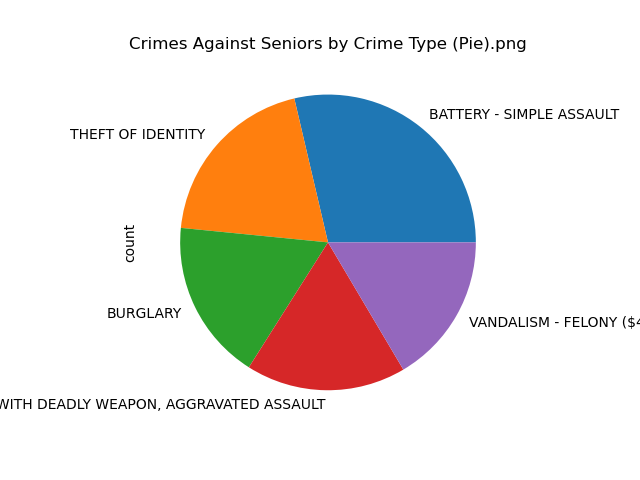 Crimes Against Seniors by Crime Type (Pie).png
BATTERY - SIMPLE ASSAULT
THEFT OF IDENTITY
count
BURGLARY
VANDALISM - FELONY ($4
WITH DEADLY WEAPON, AGGRAVATED ASSAULT